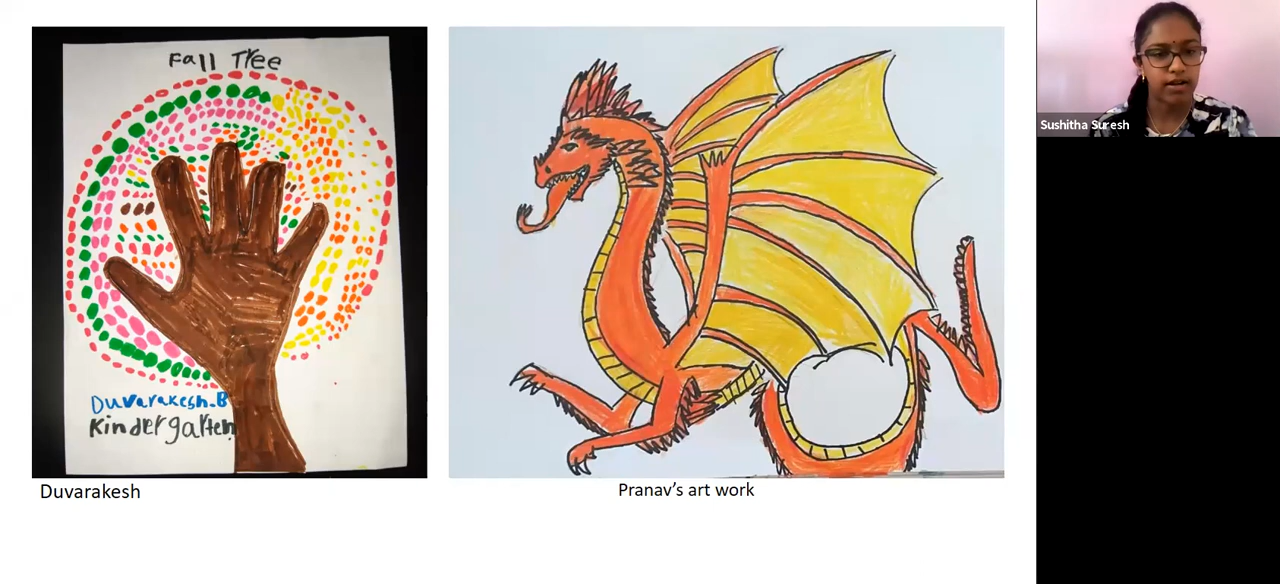 Fall Tree
Duvarakesh.B
Kindergarten
Duvarakesh
Pranav's art work
Sushitha Suresh